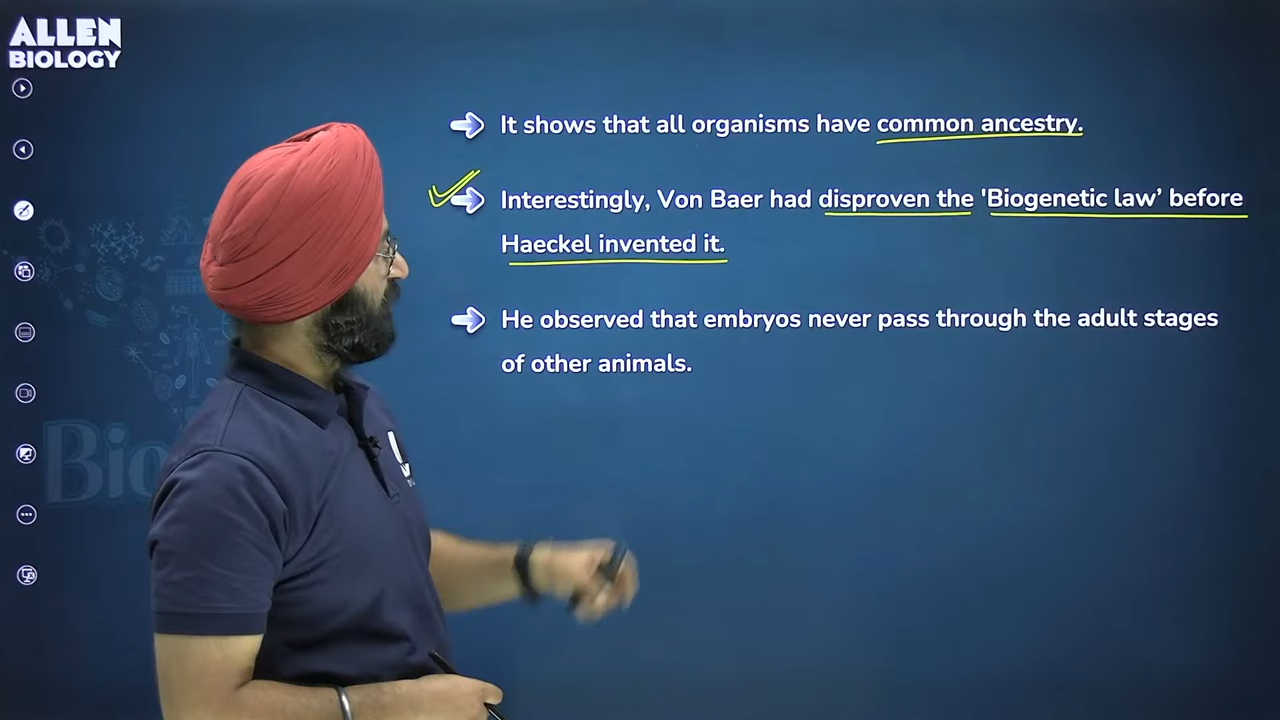 ALLEN
BIOLOGY
It shows that all organisms have common ancestry.
Interestingly, Von Baer had disproven the 'Biogenetic law’ before
Haeckel invented it.
He observed that embryos never pass through the adult stages
of other animals.
Bio